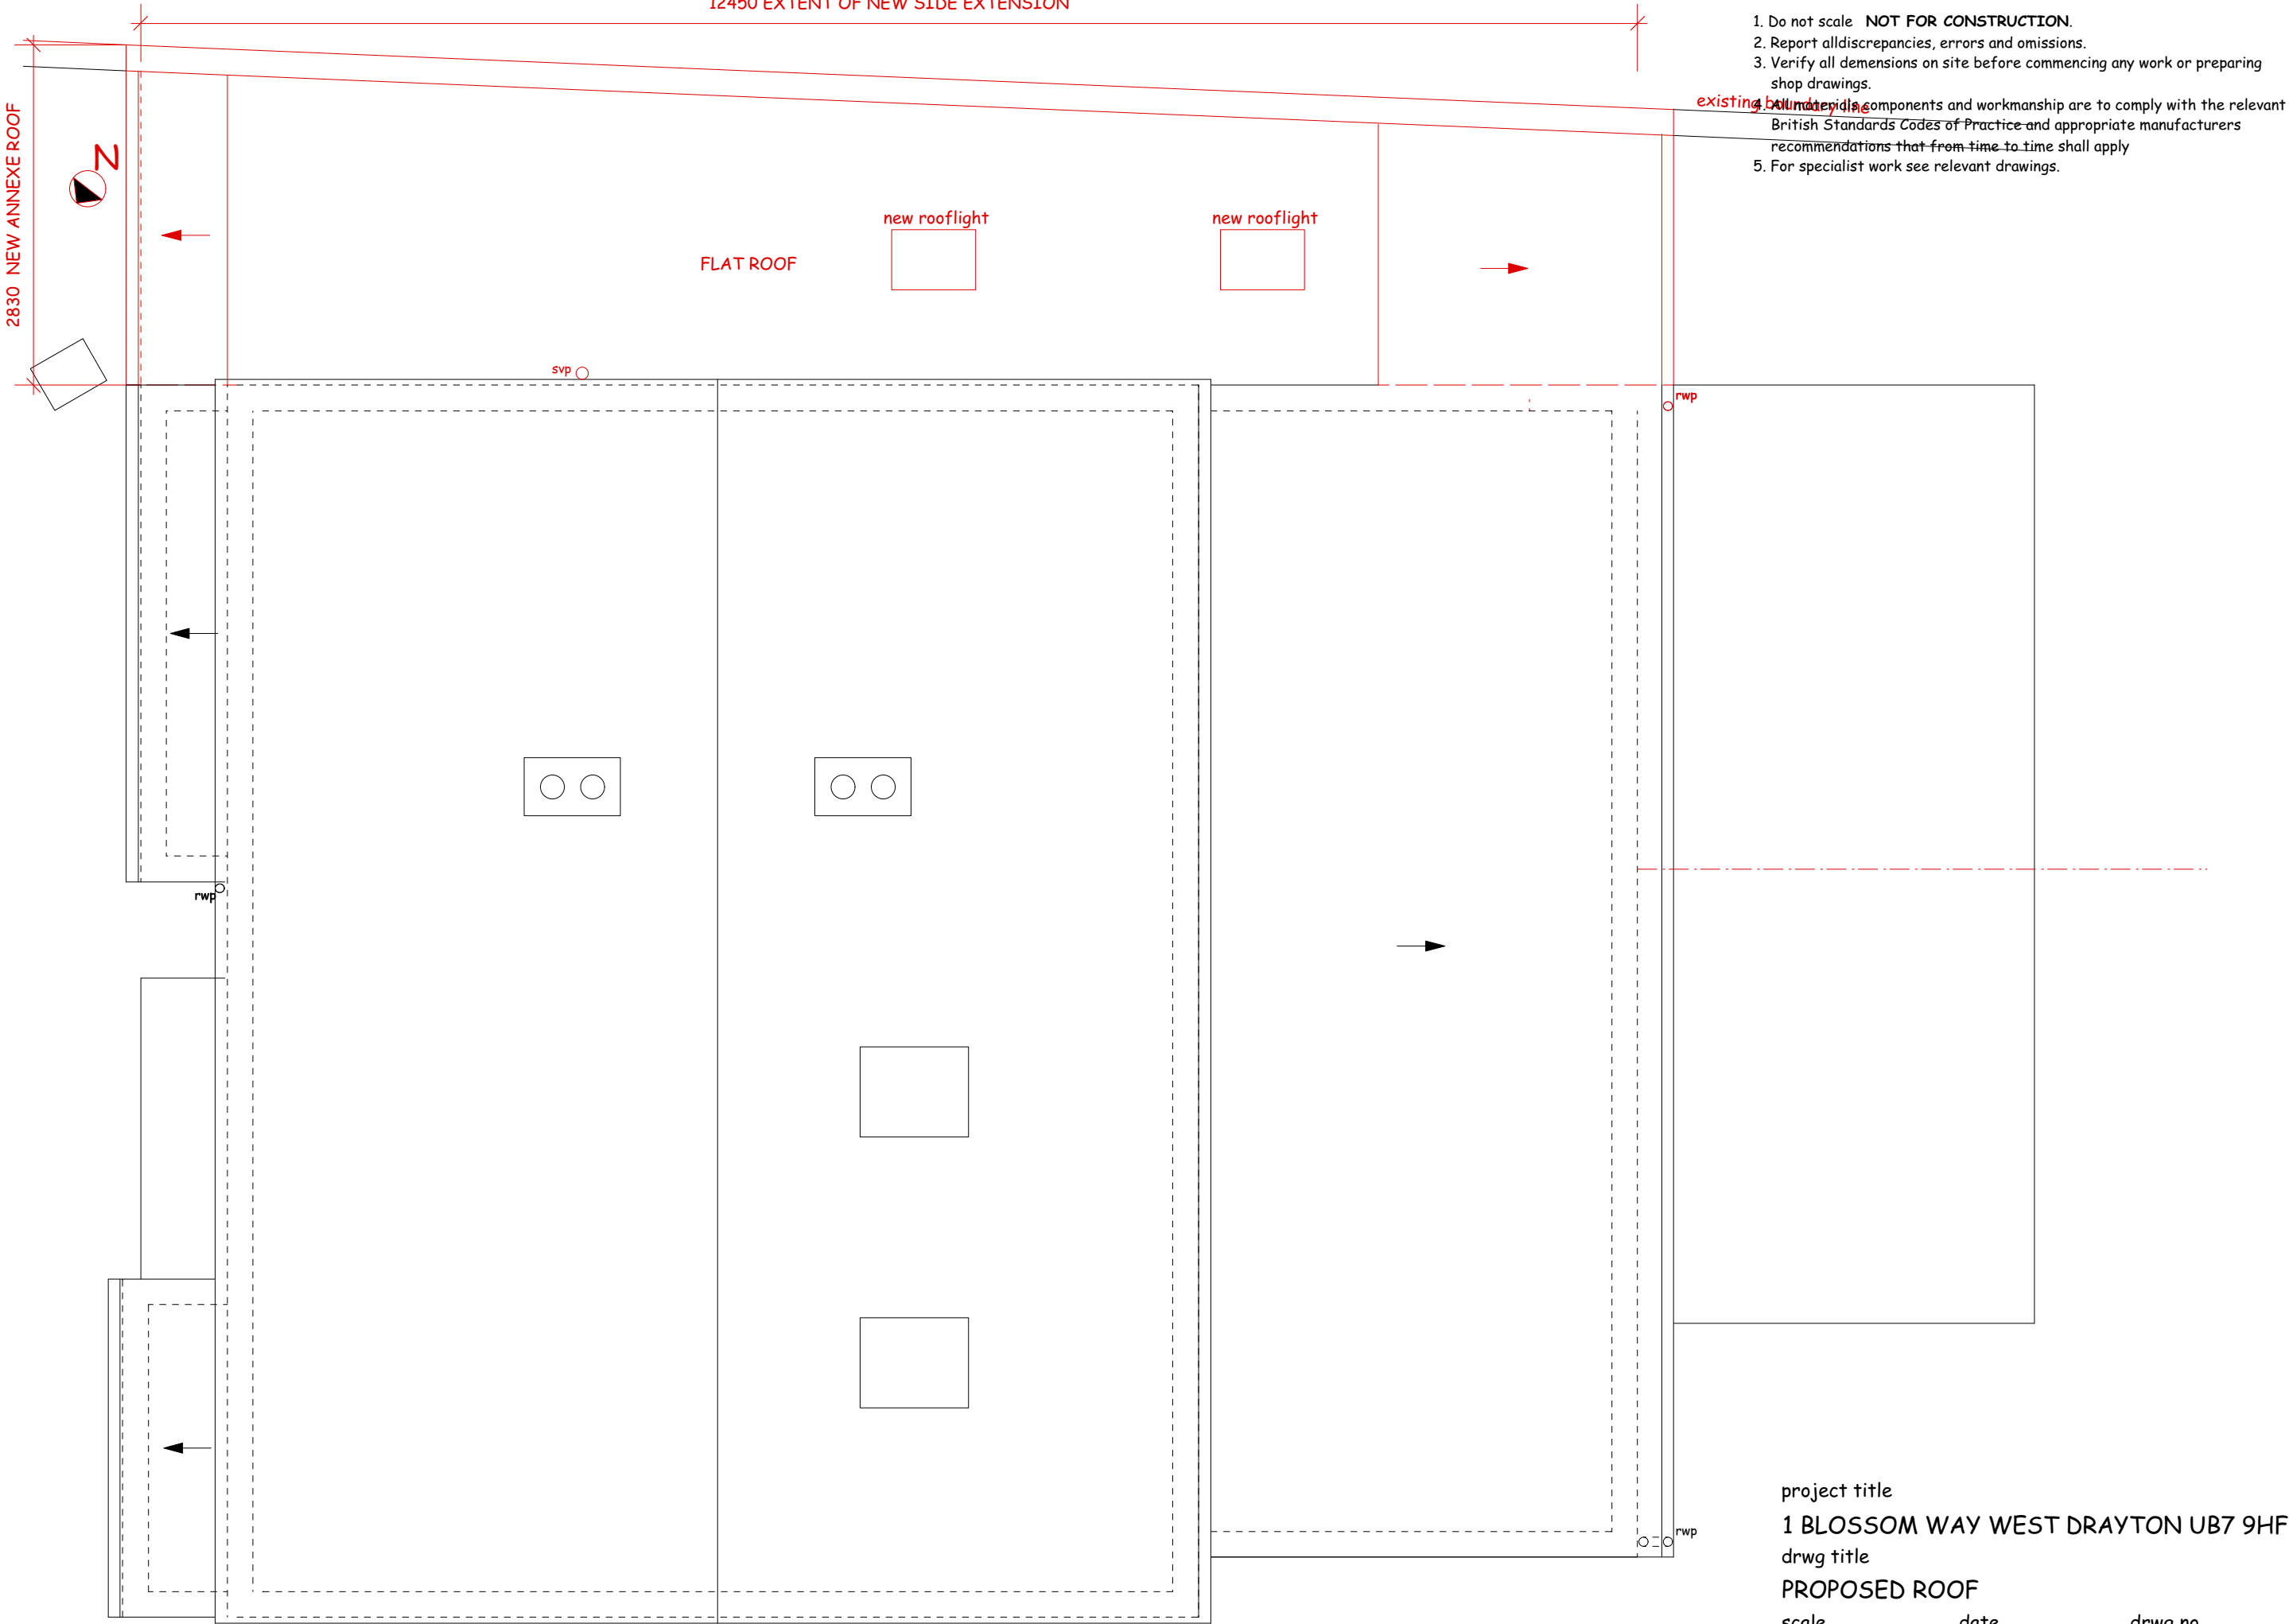 12450 EXTENT OF NEW SIDE EXTENSION
1. Do not scale NOT FOR CONSTRUCTION.
2. Report alldiscrepancies, errors and omissions.
3. Verify all demensions on site before commencing any work or preparing
shop drawings.
existing boundary line
4. All materials components and workmanship are to comply with the relevant
British Standards Codes of Practice and appropriate manufacturers
recommendations that from time to time shall apply
5. For specialist work see relevant drawings.
2830 NEW ANNEXE ROOF
N
new rooflight
new rooflight
FLAT ROOF
svp
rwp
rwp
rwp
project title
1 BLOSSOM WAY WEST DRAYTON UB7 9HF
drwg title
PROPOSED ROOF
scale date drwg no